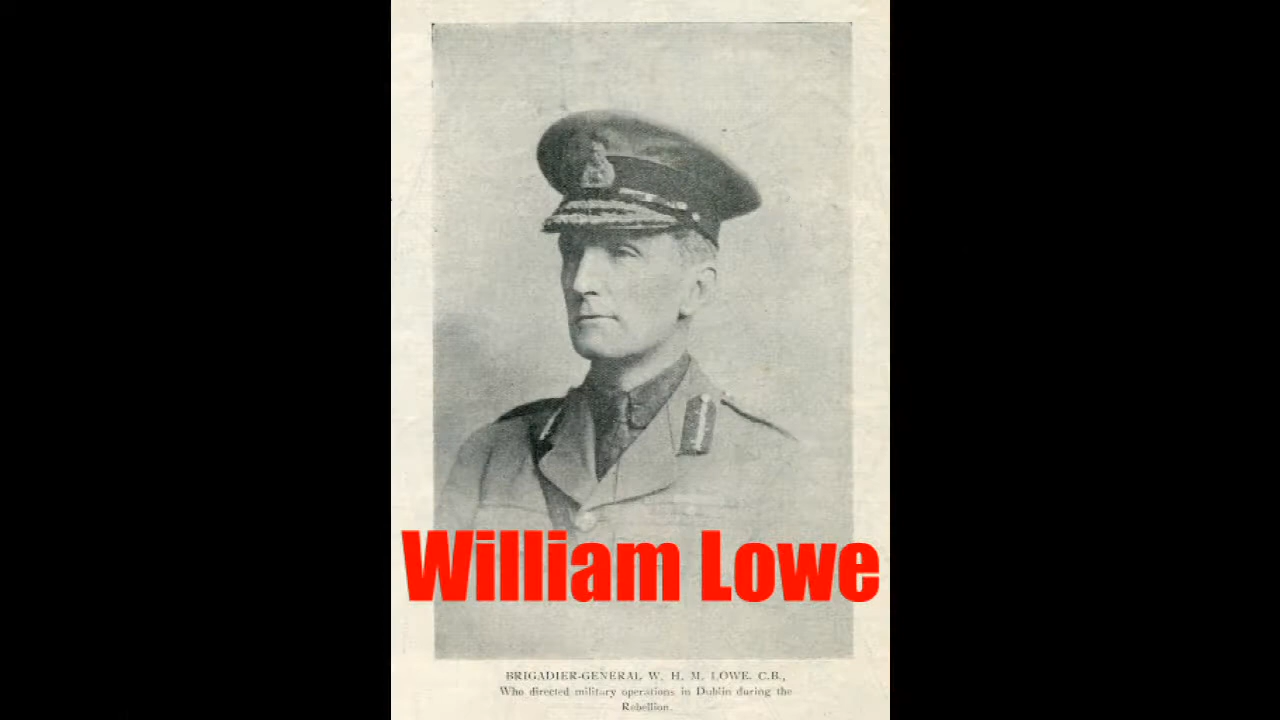 William Lowe
BRIGADIER-GENERAL W. H. M. LOWE, C.B.,
Who directed military operations in Dublin during the
Rebellion.